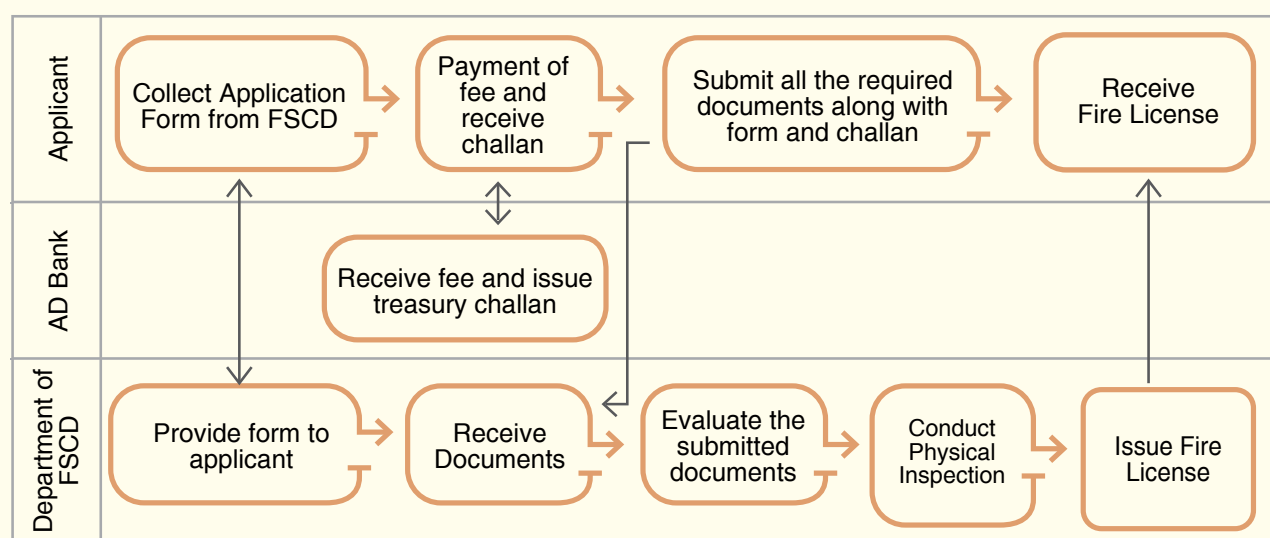 Applicant
Collect Application
Form from FSCD
Payment of
fee and
receive
challan
Submit all the required
documents along with
form and challan
Receive
Fire License
AD Bank
Receive fee and issue
treasury challan
Department of
FSCD
Provide form to
applicant
Receive
Documents
Evaluate the
submitted
documents
Conduct
Physical
Inspection
Issue Fire
License